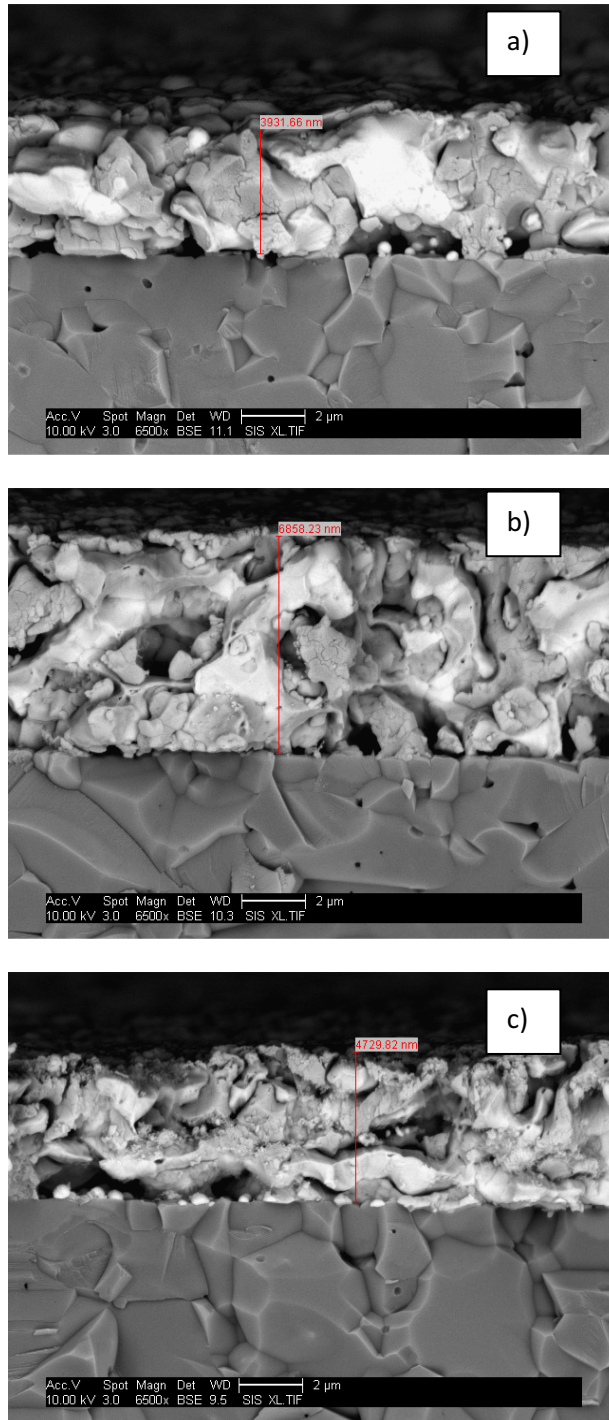 a)
3931.66 nm
Acc.V Spot Magn Det WD 2 µm
10.00 kV 3.0 6500x BSE 11.1 SIS XL.TIF
b)
6858.23 nm
Acc.V Spot Magn Det WD 2 µm
10.00 kV 3.0 6500x BSE 10.3 SIS XL.TIF
c)
4729.82 nm
Acc.V Spot Magn Det WD 2 µm
10.00 kV 3.0 6500x BSE 9.5 SIS XL.TIF